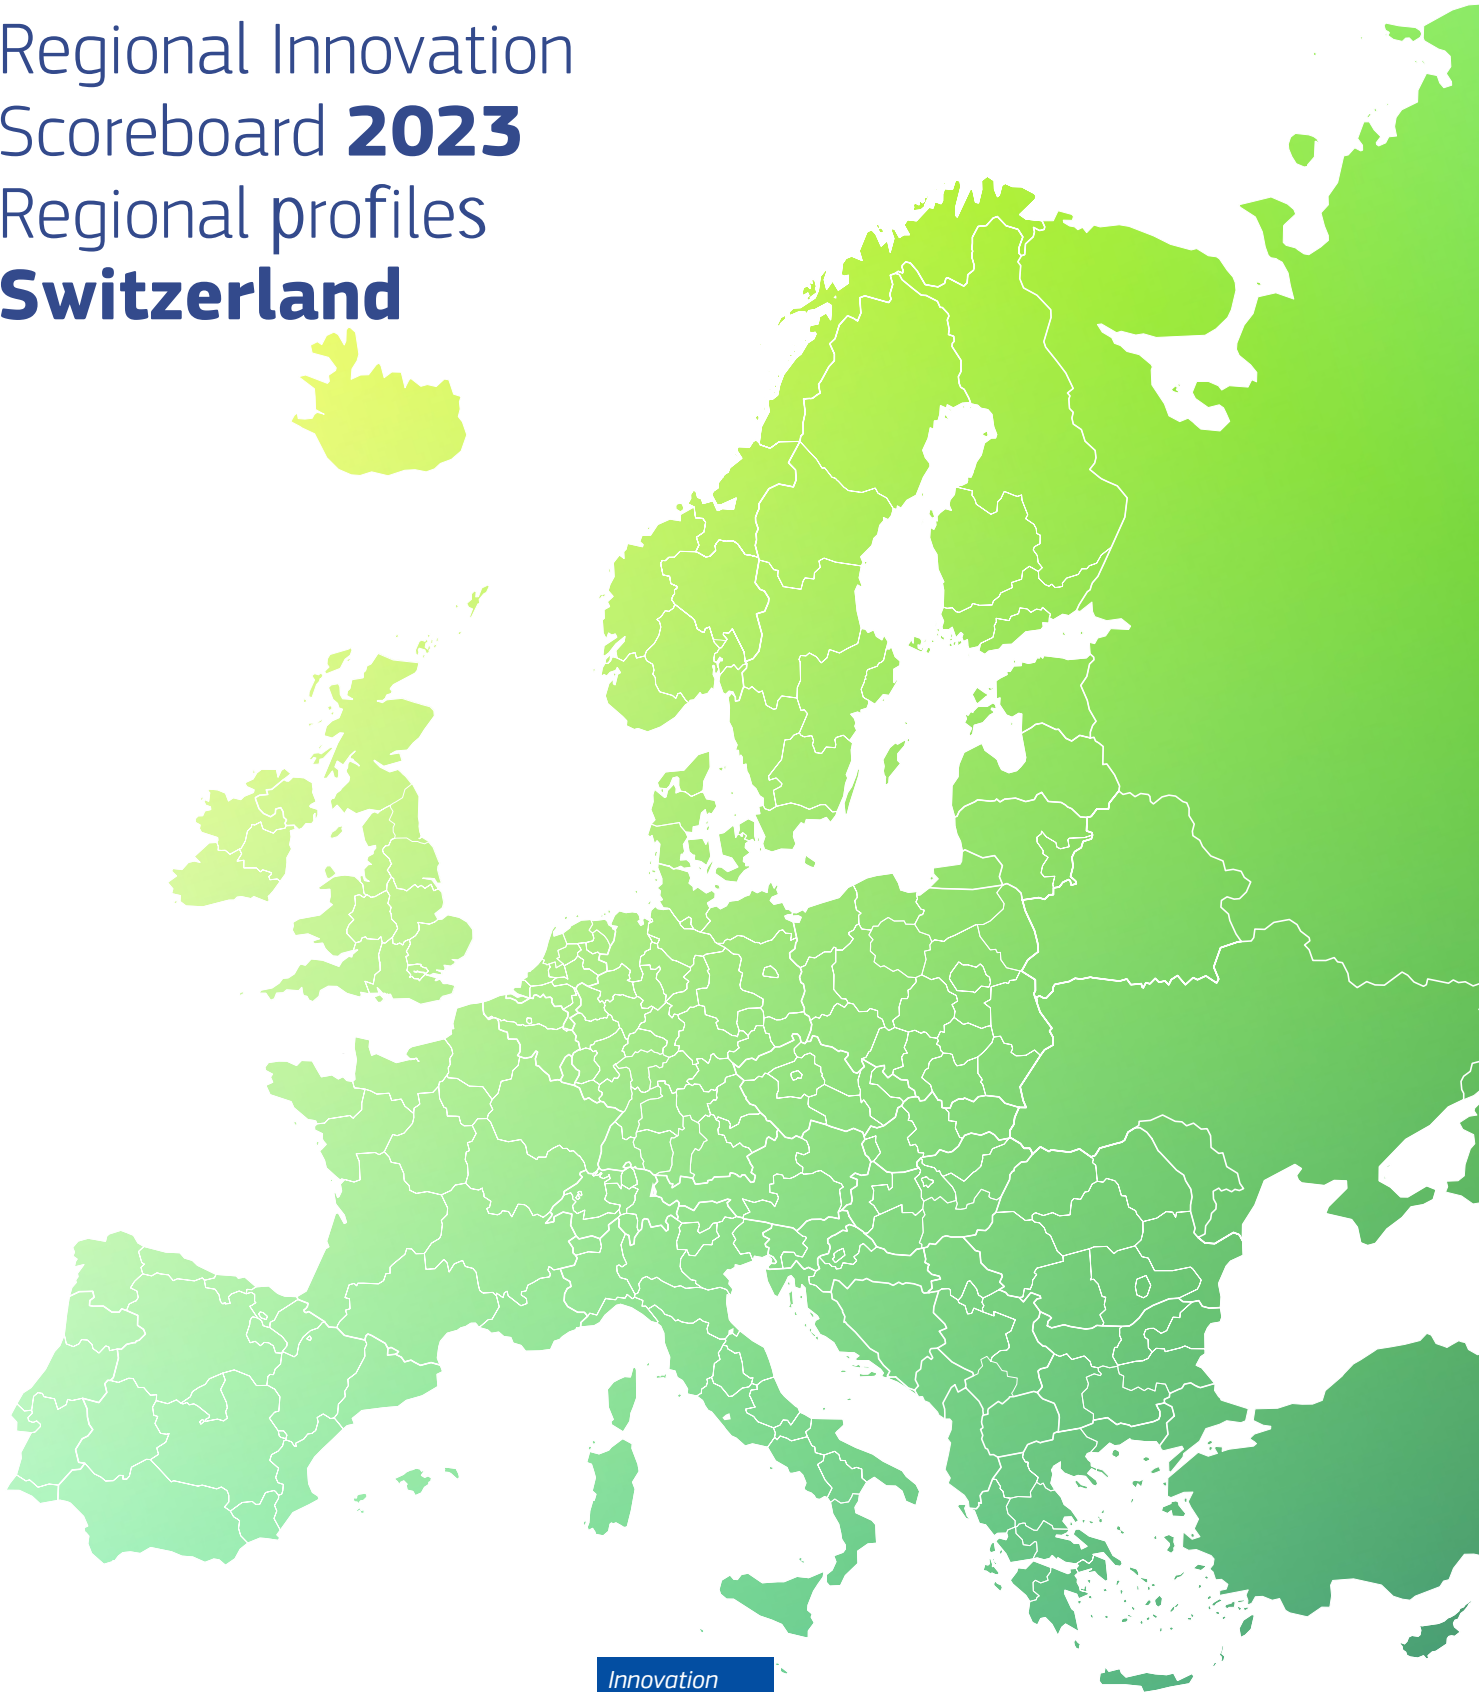 Regional Innovation
Scoreboard 2023
Regional profiles
Switzerland
Innovation